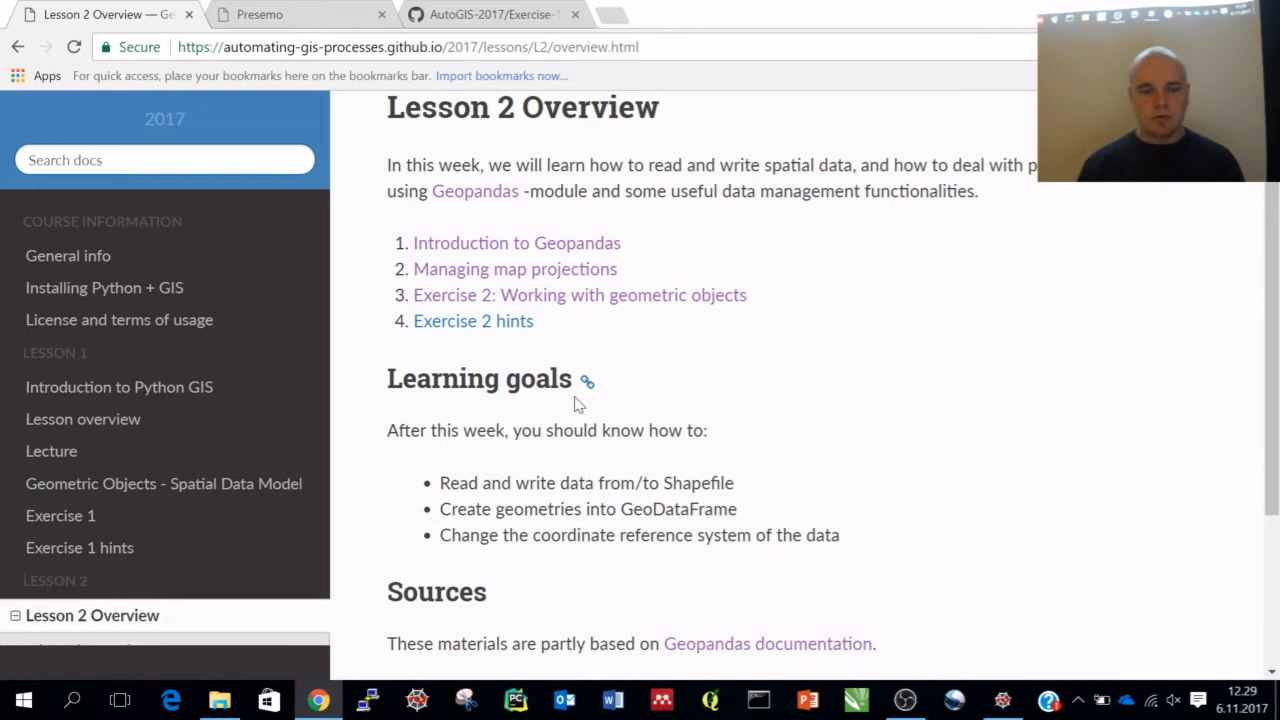 Lesson 2 Overview — Ge
Presemo
AutoGIS-2017/Exercise-
Secure
https://automating-gis-processes.github.io/2017/lessons/L2/overview.html
Apps
For quick access, place your bookmarks here on the bookmarks bar.
Import bookmarks now...
2017
Search docs
COURSE INFORMATION
General info
Installing Python + GIS
License and terms of usage
LESSON 1
Introduction to Python GIS
Lesson overview
Lecture
Geometric Objects - Spatial Data Model
Exercise 1
Exercise 1 hints
LESSON 2
Lesson 2 Overview
Lesson 2 Overview
In this week, we will learn how to read and write spatial data, and how to deal with p
using Geopandas -module and some useful data management functionalities.
1. Introduction to Geopandas
2. Managing map projections
3. Exercise 2: Working with geometric objects
4. Exercise 2 hints
Learning goals
After this week, you should know how to:
• Read and write data from/to Shapefile
• Create geometries into GeoDataFrame
• Change the coordinate reference system of the data
Sources
These materials are partly based on Geopandas documentation.
12.29
6.11.2017